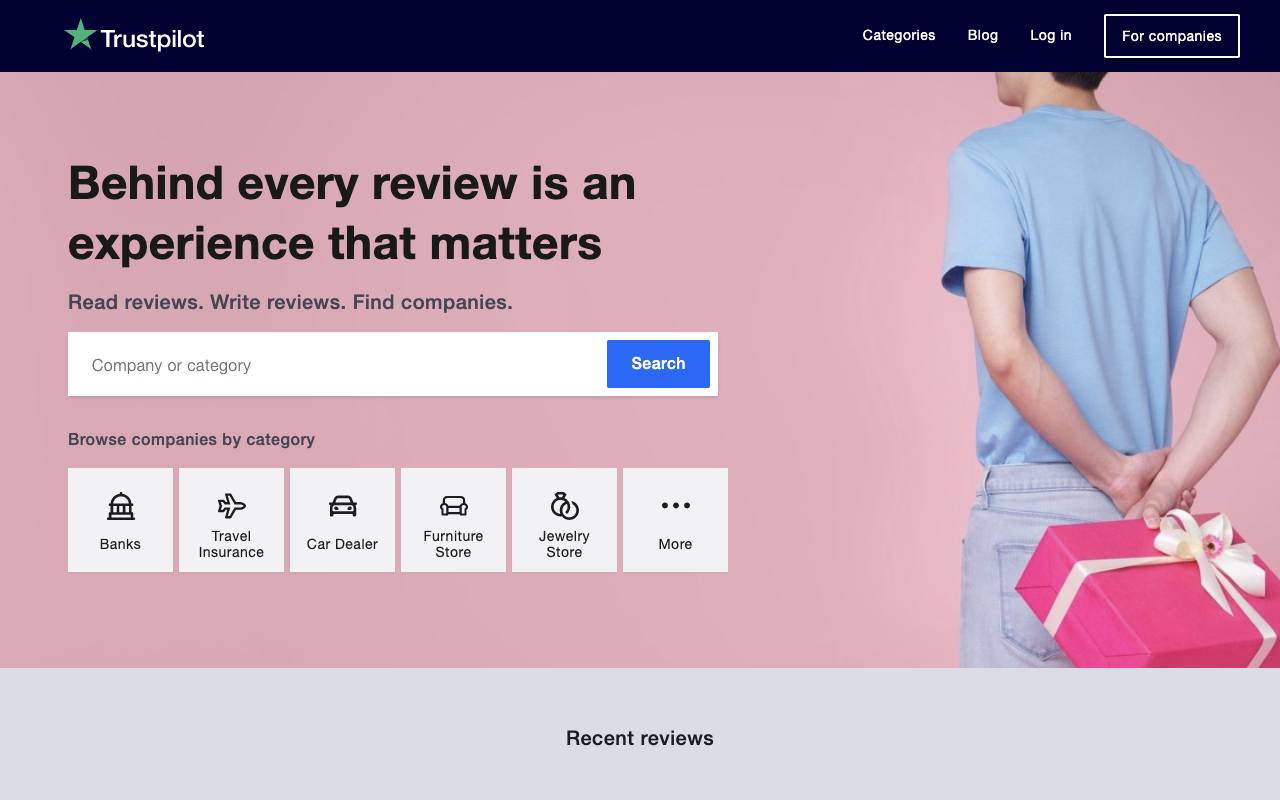 Trustpilot
Categories
Blog
Log in
For companies
Behind every review is an
experience that matters
Read reviews. Write reviews. Find companies.
Company or category
Search
Browse companies by category
Banks
Travel
Insurance
Car Dealer
Furniture
Store
Jewelry
Store
More
Recent reviews